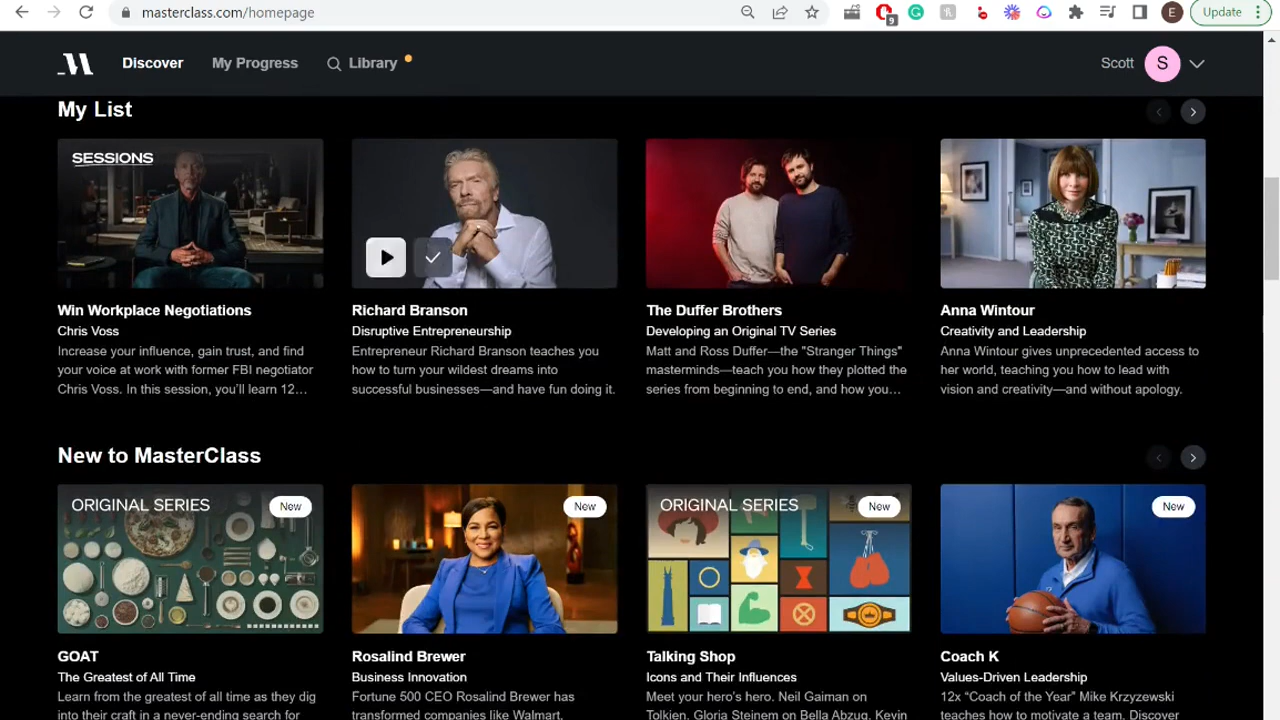 masterclass.com/homepage
9
E
Update
Discover
My Progress
Library
Scott
S
My List
SESSIONS
Win Workplace Negotiations
Chris Voss
Increase your influence, gain trust, and find
your voice at work with former FBI negotiator
Chris Voss. In this session, you'll learn 12...
Richard Branson
Disruptive Entrepreneurship
Entrepreneur Richard Branson teaches you
how to turn your wildest dreams into
successful businesses—and have fun doing it.
The Duffer Brothers
Developing an Original TV Series
Matt and Ross Duffer—the "Stranger Things"
masterminds—teach you how they plotted the
series from beginning to end, and how you...
Anna Wintour
Creativity and Leadership
Anna Wintour gives unprecedented access to
her world, teaching you how to lead with
vision and creativity—and without apology.
New to MasterClass
ORIGINAL SERIES
New
GOAT
The Greatest of All Time
Learn from the greatest of all time as they dig
into their craft in a never-ending search for
New
Rosalind Brewer
Business Innovation
Fortune 500 CEO Rosalind Brewer has
transformed companies like Walmart,
ORIGINAL SERIES
New
Talking Shop
Icons and Their Influences
Meet your hero's hero. Neil Gaiman on
Tolkien, Gloria Steinem on Bella Abzug, Kevin
New
Coach K
Values-Driven Leadership
12x "Coach of the Year" Mike Krzyzewski
teaches how to motivate a team. Discover